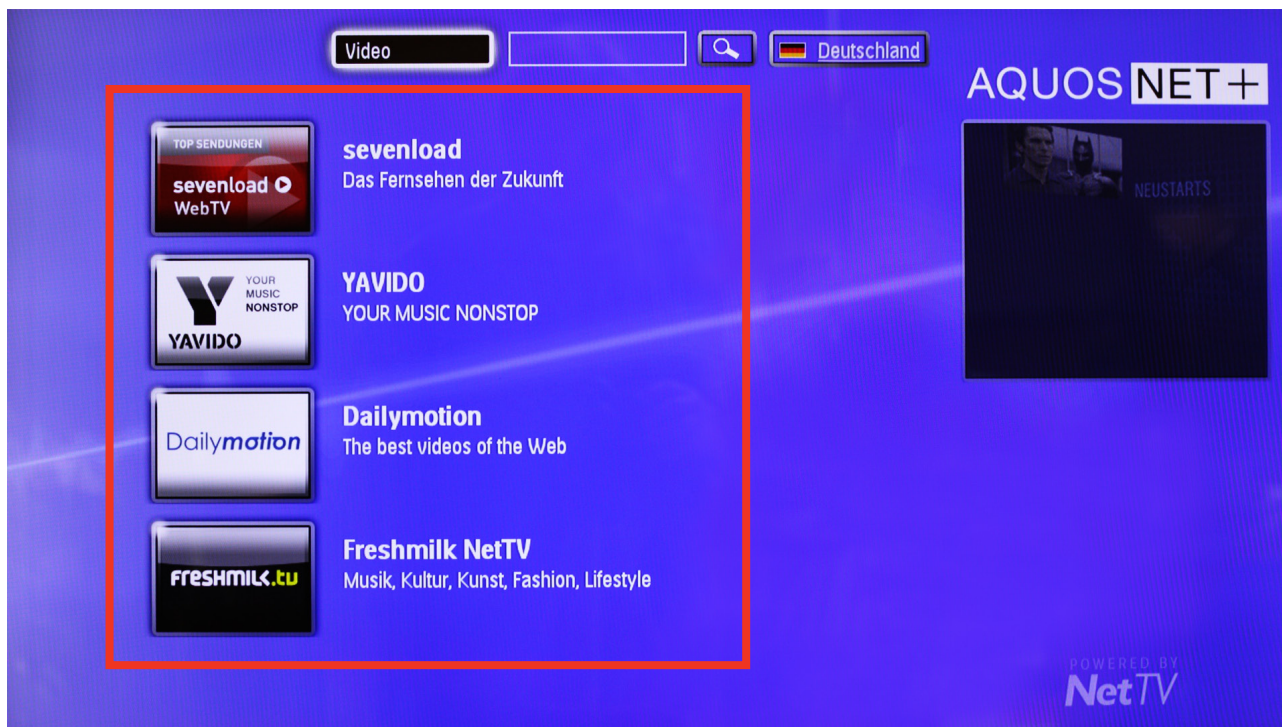 Video
Deutschland
AQUOS NET+
TOP SENDUNGEN
sevenload
WebTV
sevenload
Das Fernsehen der Zukunft
NEUSTARTS
YOUR
MUSIC
NONSTOP
YAVIDO
YAVIDO
YOUR MUSIC NONSTOP
Dailymotion
Dailymotion
The best videos of the Web
FRESHMILK.tv
Freshmilk NetTV
Musik, Kultur, Kunst, Fashion, Lifestyle
POWERED BY
NetTV